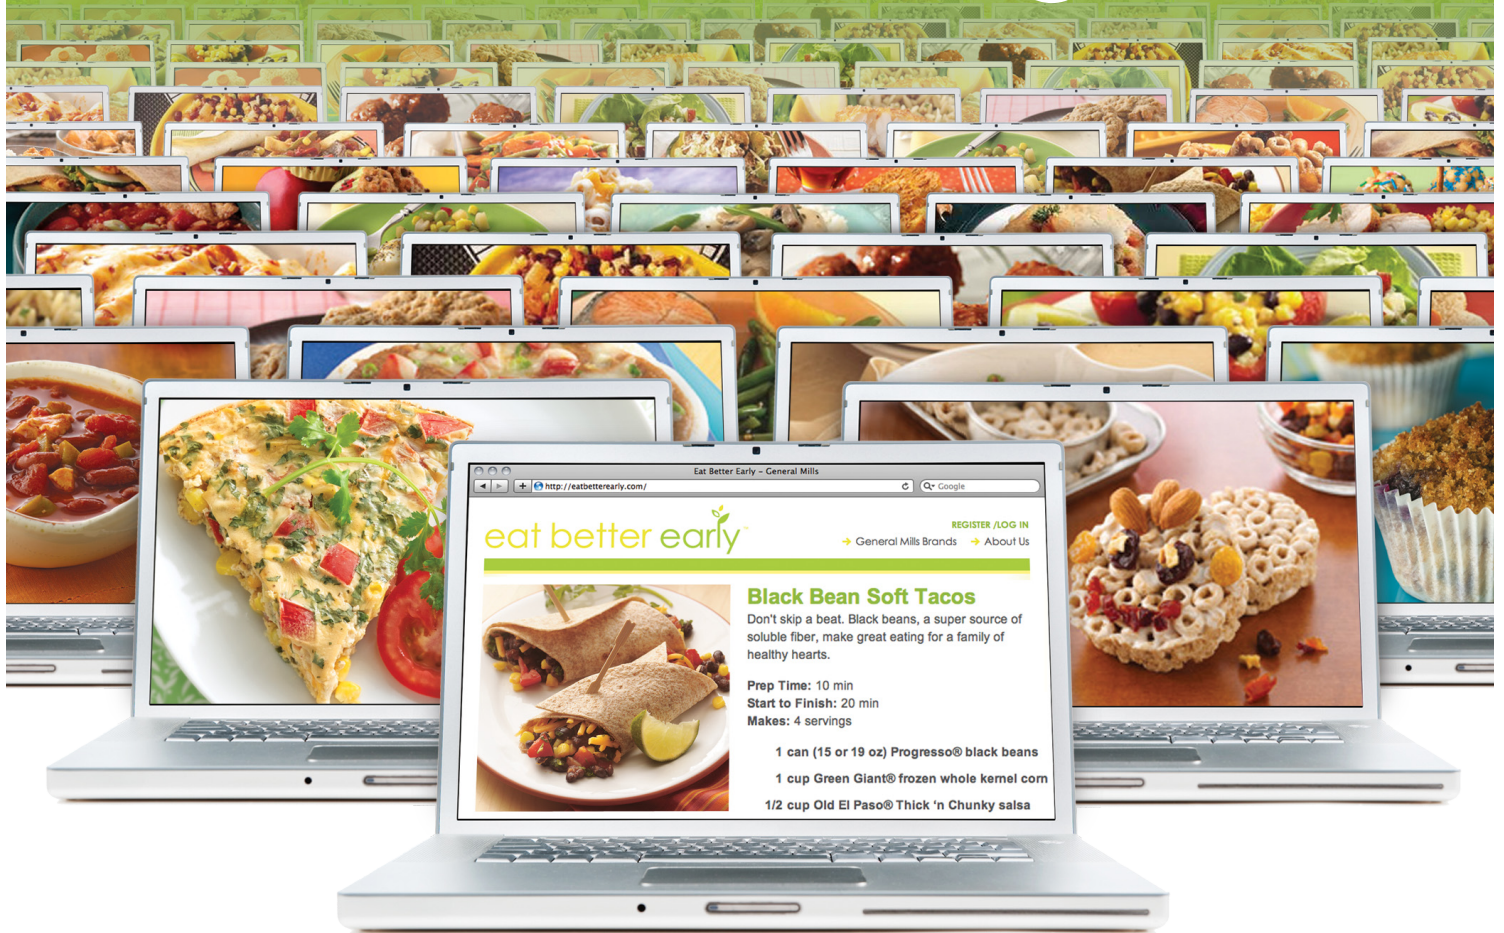 Eat Better Early – General Mills
http://eatbetterearly.com/
Google
eat better early™
REGISTER /LOG IN
→ General Mills Brands → About Us
Black Bean Soft Tacos
Don't skip a beat. Black beans, a super source of
soluble fiber, make great eating for a family of
healthy hearts.
Prep Time: 10 min
Start to Finish: 20 min
Makes: 4 servings
1 can (15 or 19 oz) Progresso® black beans
1 cup Green Giant® frozen whole kernel corn
1/2 cup Old El Paso® Thick ‘n Chunky salsa